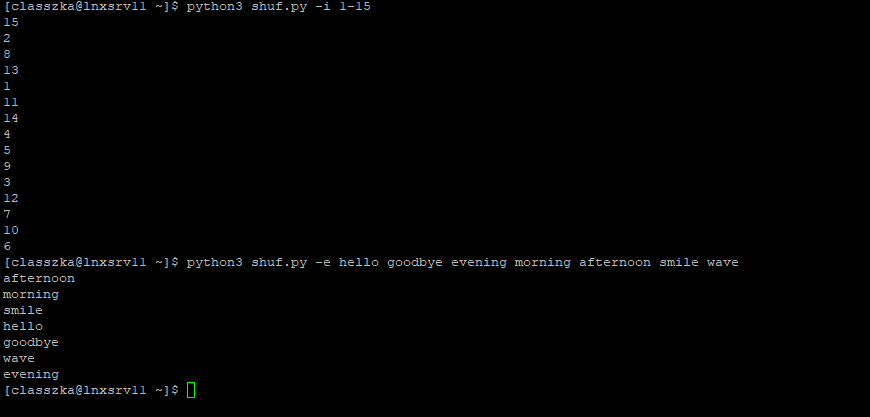 [classzka@lnxsrv11 ~]$ python3 shuf.py -i 1-15
15
2
8
13
1
11
14
4
5
9
3
12
7
10
6
[classzka@lnxsrv11 ~]$ python3 shuf.py -e hello goodbye evening morning afternoon smile wave
afternoon
morning
smile
hello
goodbye
wave
evening
[classzka@lnxsrv11 ~]$